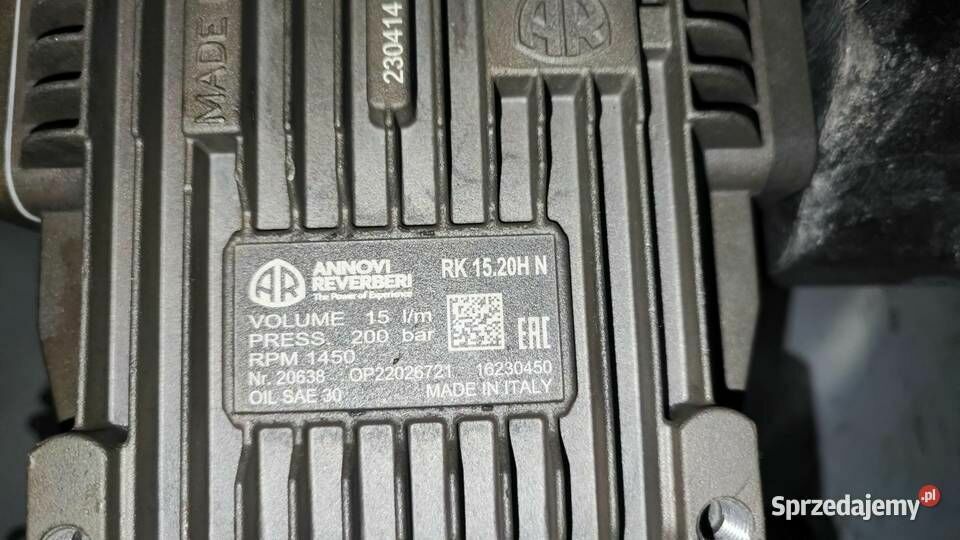 MADE
230414
AR
AR
ANNOVI
REVERBERI
The Power of Experience
RK 15.20H N
VOLUME 15 l/m
PRESS. 200 bar
RPM 1450
EAC
Nr. 20638 OP22026721 16230450
OIL SAE 30 MADE IN ITALY
Sprzedajemy.pl